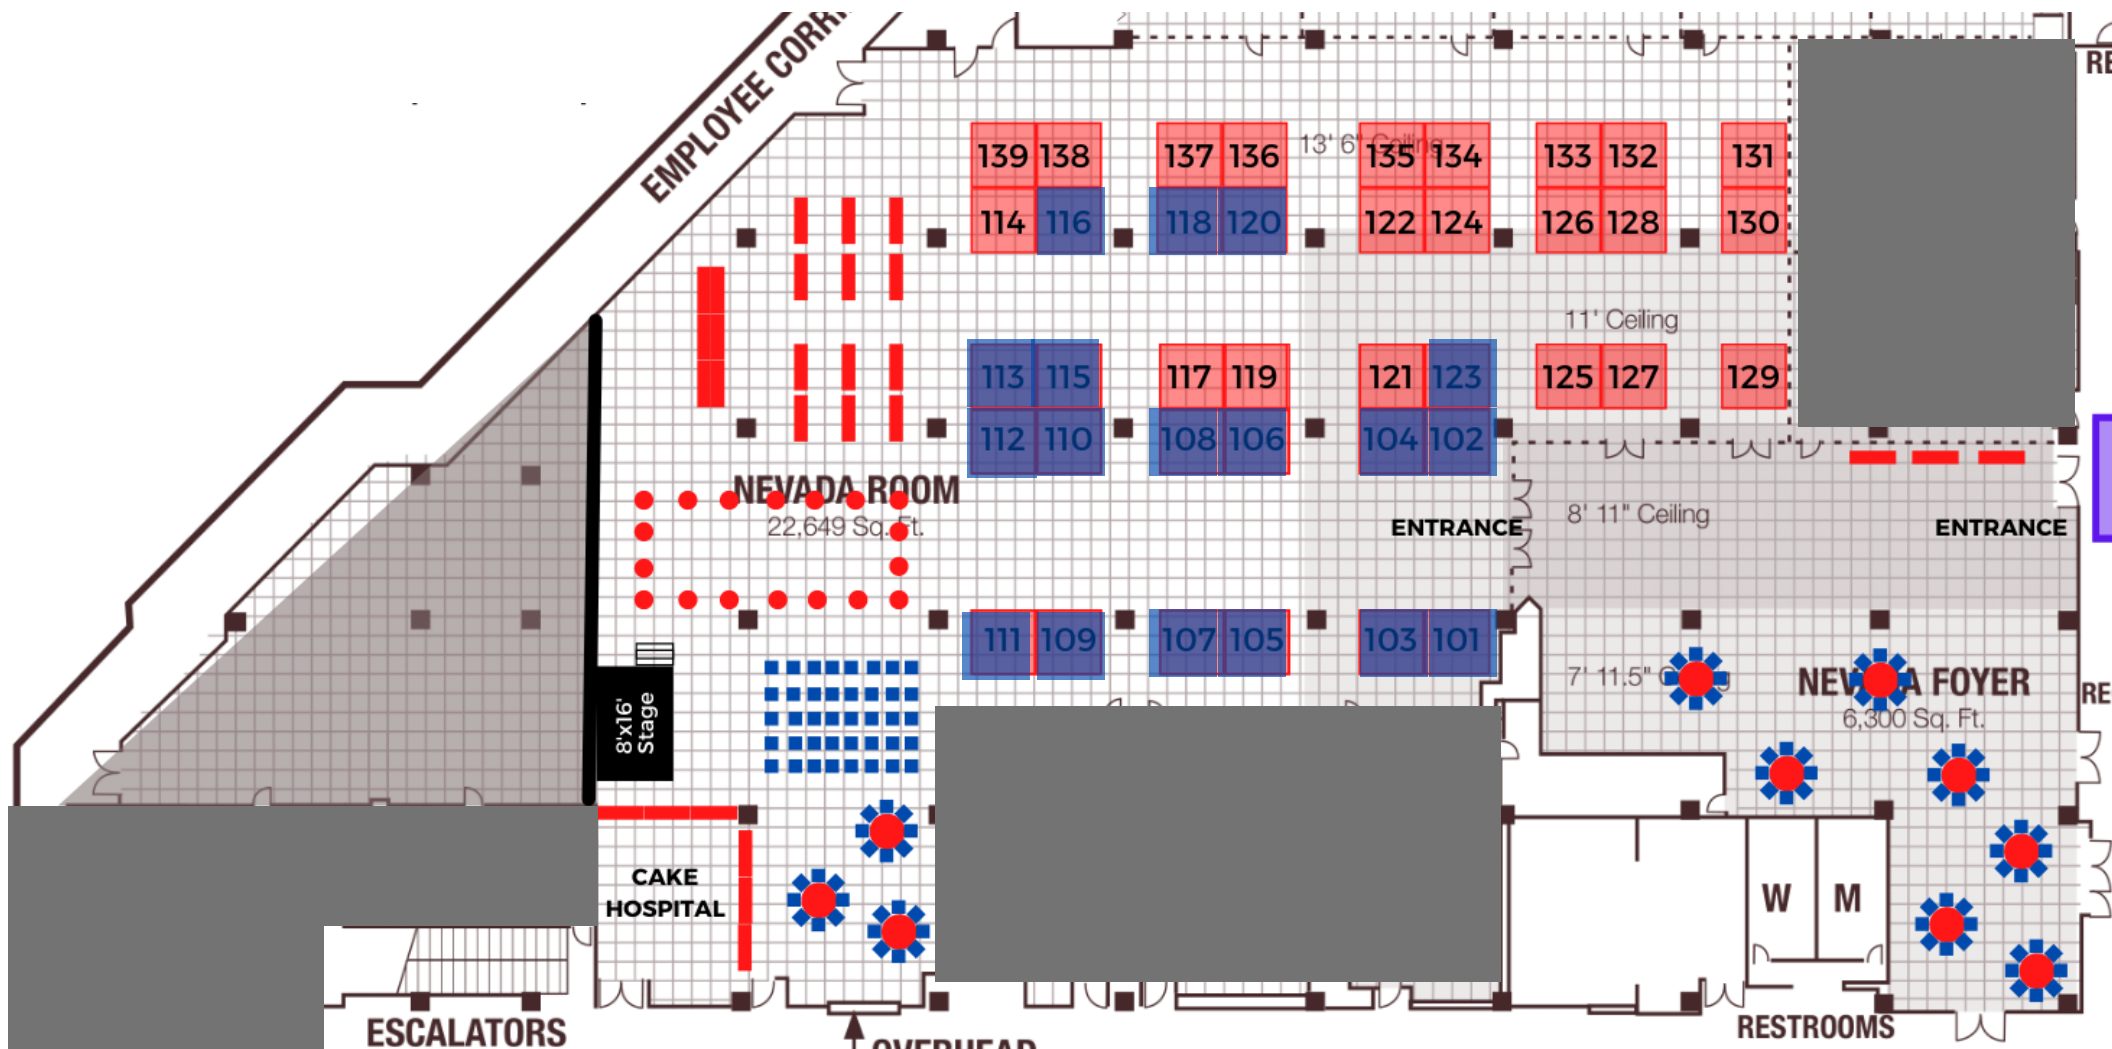 EMPLOYEE
RE
139 138 137 136 13' 6" Ceiling 135 134 133 132 131
114 116 118 120 122 124 126 128 130
11' Ceiling
113 115 117 119 121 123 125 127 129
112 110 108 106 104 102
NEVADA ROOM
22,649 Sq. Ft.
8' 11" Ceiling
ENTRANCE
ENTRANCE
111 109 107 105 103 101
7' 11.5"
NEVADA FOYER
6,300 Sq. Ft.
RE
8'x16'
Stage
CAKE
HOSPITAL
W M
ESCALATORS
OVERHEAD
RESTROOMS